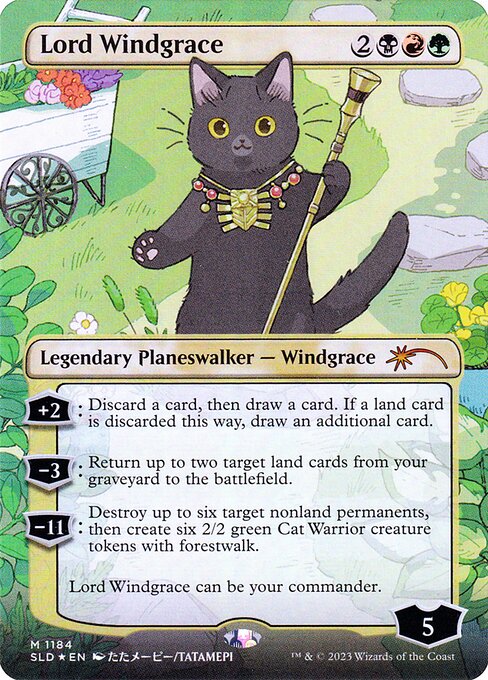 Lord Windgrace 2
Legendary Planeswalker — Windgrace
+2 : Discard a card, then draw a card. If a land card
is discarded this way, draw an additional card.
-3 : Return up to two target land cards from your
graveyard to the battlefield.
-11 : Destroy up to six target nonland permanents,
then create six 2/2 green Cat Warrior creature
tokens with forestwalk.
Lord Windgrace can be your commander.
5
M 1184
SLD ★ EN たたメーピー/TATAMEPI
™ & © 2023 Wizards of the Coast